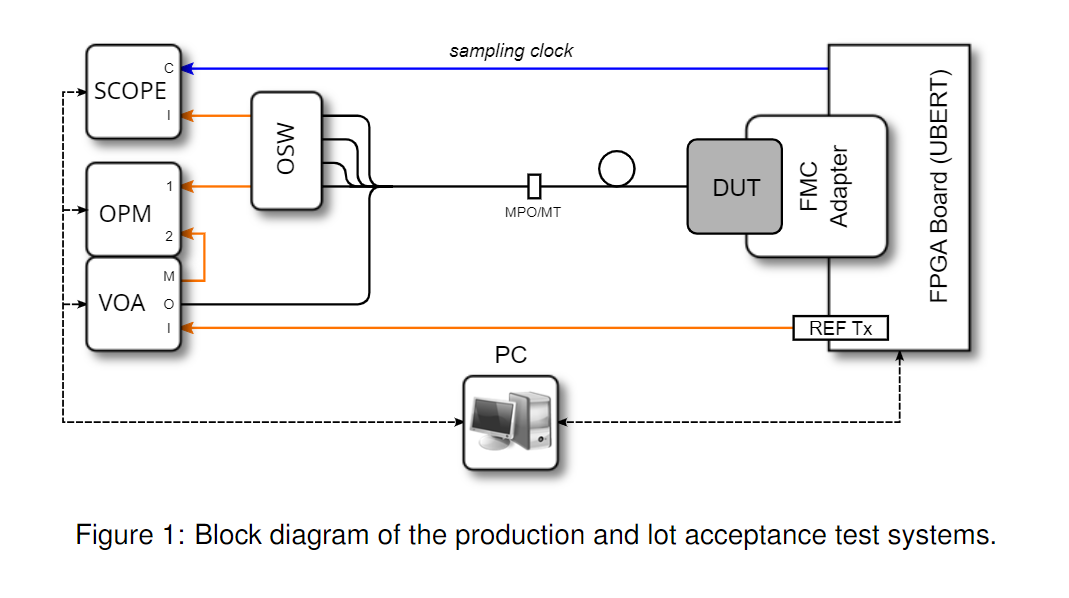 sampling clock
C
SCOPE
I
OSW
1
OPM
2
M
VOA
O
I
MPO/MT
DUT
FMC
Adapter
FPGA Board (UBERT)
REF Tx
PC
Figure 1: Block diagram of the production and lot acceptance test systems.